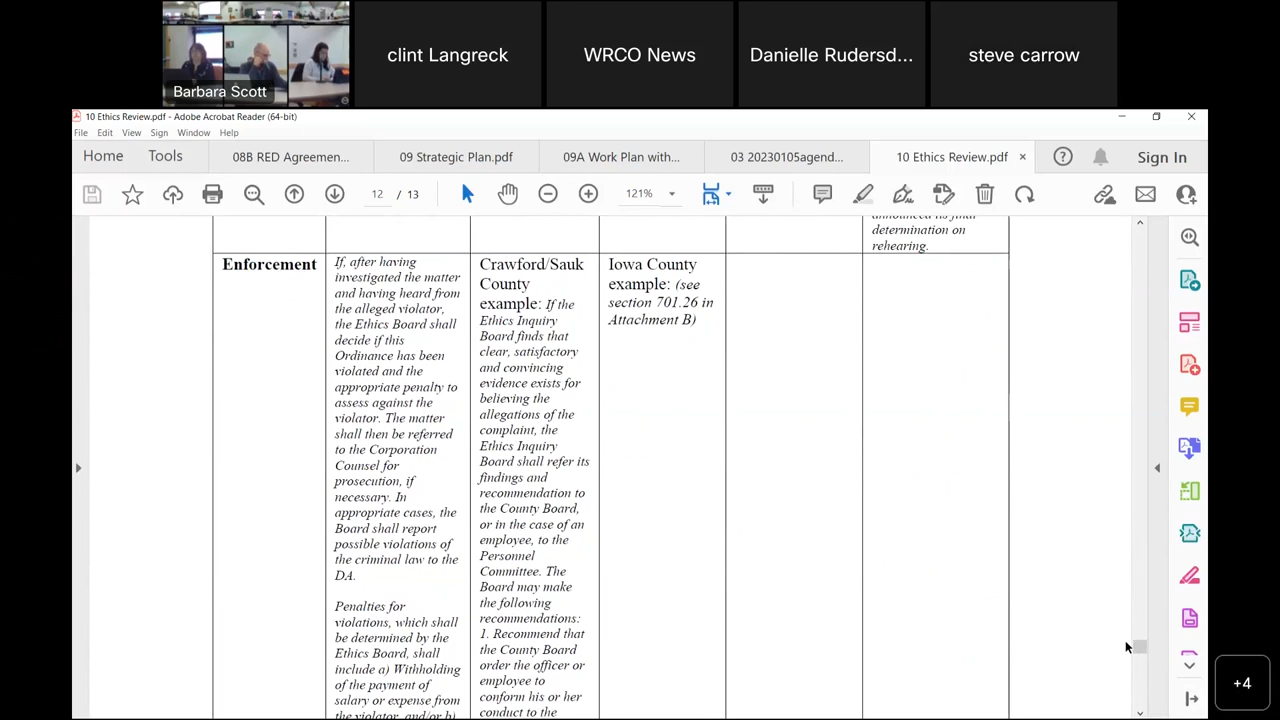 Barbara Scott
clint Langreck
WRCO News
Danielle Rudersd...
steve carrow
10 Ethics Review.pdf - Adobe Acrobat Reader (64-bit)
File Edit View Sign Window Help
Home Tools 08B RED Agreemen... 09 Strategic Plan.pdf 09A Work Plan with... 03 20230105agend... 10 Ethics Review.pdf × Sign In
12 / 13 121%
announced its final
determination on
rehearing.
Enforcement
If, after having
investigated the matter
and having heard from
the alleged violator,
the Ethics Board shall
decide if this
Ordinance has been
violated and the
appropriate penalty to
assess against the
violator. The matter
shall then be referred
to the Corporation
Counsel for
prosecution, if
necessary. In
appropriate cases, the
Board shall report
possible violations of
the criminal law to the
DA.
Penalties for
violations, which shall
be determined by the
Ethics Board, shall
include a) Withholding
of the payment of
salary or expense from
the violator, and/or b)
Crawford/Sauk
County
example: If the
Ethics Inquiry
Board finds that
clear, satisfactory
and convincing
evidence exists for
believing the
allegations of the
complaint, the
Ethics Inquiry
Board shall refer its
findings and
recommendation to
the County Board,
or in the case of an
employee, to the
Personnel
Committee. The
Board may make
the following
recommendations:
1. Recommend that
the County Board
order the officer or
employee to
conform his or her
conduct to the
Iowa County
example: (see
section 701.26 in
Attachment B)
+4